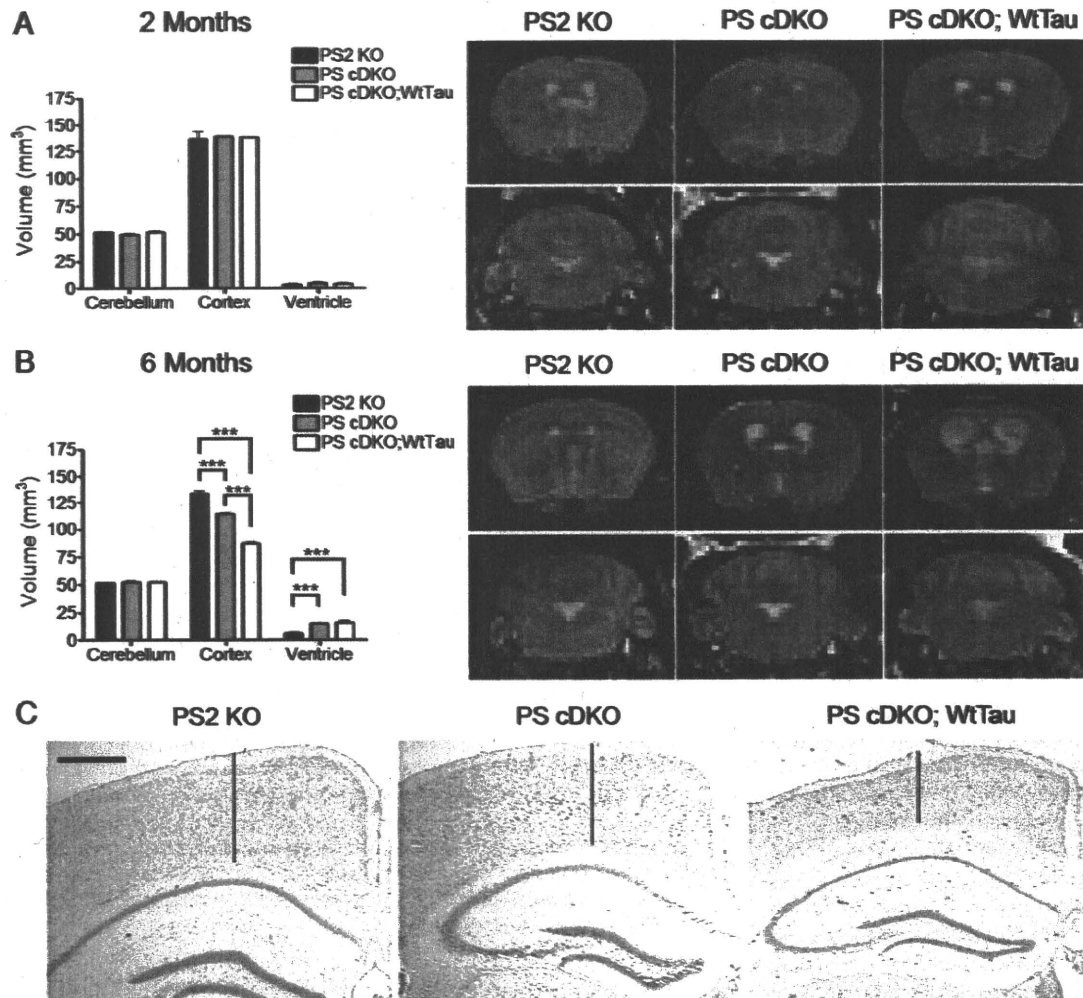 A
2 Months
PS2 KO
PS cDKO
PS cDKO;WtTau
175
150
125
100
75
50
25
0
Volume (mm³)
Cerebellum
Cortex
Ventricle
PS2 KO
PS cDKO
PS cDKO; WtTau
B
6 Months
PS2 KO
PS cDKO
PS cDKO;WtTau
175
150
125
100
75
50
25
0
Volume (mm³)
***
***
***
***
***
Cerebellum
Cortex
Ventricle
PS2 KO
PS cDKO
PS cDKO; WtTau
C
PS2 KO
PS cDKO
PS cDKO; WtTau